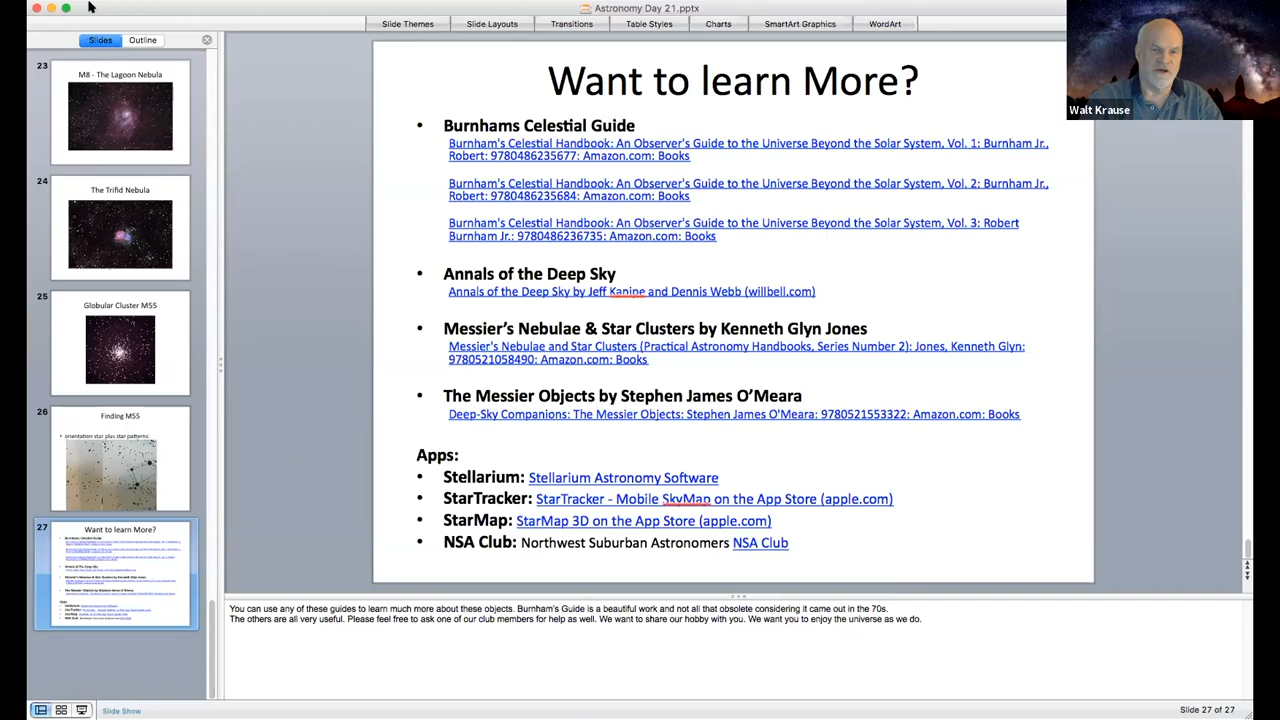 Astronomy Day 21.pptx
Slide Themes
Slide Layouts
Transitions
Table Styles
Charts
SmartArt Graphics
WordArt
Slides
Outline
23
M8 - The Lagoon Nebula
24
The Trifid Nebula
25
Globular Cluster M55
26
Finding M55
• orientation star plus star patterns:
27
Want to learn More?
Want to learn More?
• Burnhams Celestial Guide
Burnham's Celestial Handbook: An Observer's Guide to the Universe Beyond the Solar System, Vol. 1: Burnham Jr.,
Robert: 9780486235677: Amazon.com: Books
Burnham's Celestial Handbook: An Observer's Guide to the Universe Beyond the Solar System, Vol. 2: Burnham Jr.,
Robert: 9780486235684: Amazon.com: Books
Burnham's Celestial Handbook: An Observer's Guide to the Universe Beyond the Solar System, Vol. 3: Robert
Burnham Jr.: 9780486236735: Amazon.com: Books
• Annals of the Deep Sky
Annals of the Deep Sky by Jeff Kanipe and Dennis Webb (willbell.com)
• Messier’s Nebulae & Star Clusters by Kenneth Glyn Jones
Messier's Nebulae and Star Clusters (Practical Astronomy Handbooks, Series Number 2): Jones, Kenneth Glyn:
9780521058490: Amazon.com: Books
• The Messier Objects by Stephen James O’Meara
Deep-Sky Companions: The Messier Objects: Stephen James O'Meara: 9780521553322: Amazon.com: Books
Apps:
• Stellarium: Stellarium Astronomy Software
• StarTracker: StarTracker - Mobile SkyMap on the App Store (apple.com)
• StarMap: StarMap 3D on the App Store (apple.com)
• NSA Club: Northwest Suburban Astronomers NSA Club
Walt Krause
You can use any of these guides to learn much more about these objects. Burnham's Guide is a beautiful work and not all that obsolete considering it came out in the 70s.
The others are all very useful. Please feel free to ask one of our club members for help as well. We want to share our hobby with you. We want you to enjoy the universe as we do.
Slide Show
Slide 27 of 27